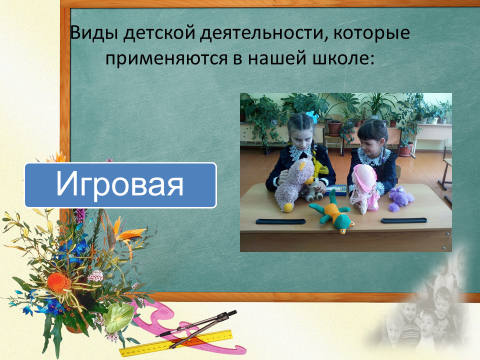 Виды детской деятельности, которые
применяются в нашей школе:
Игровая